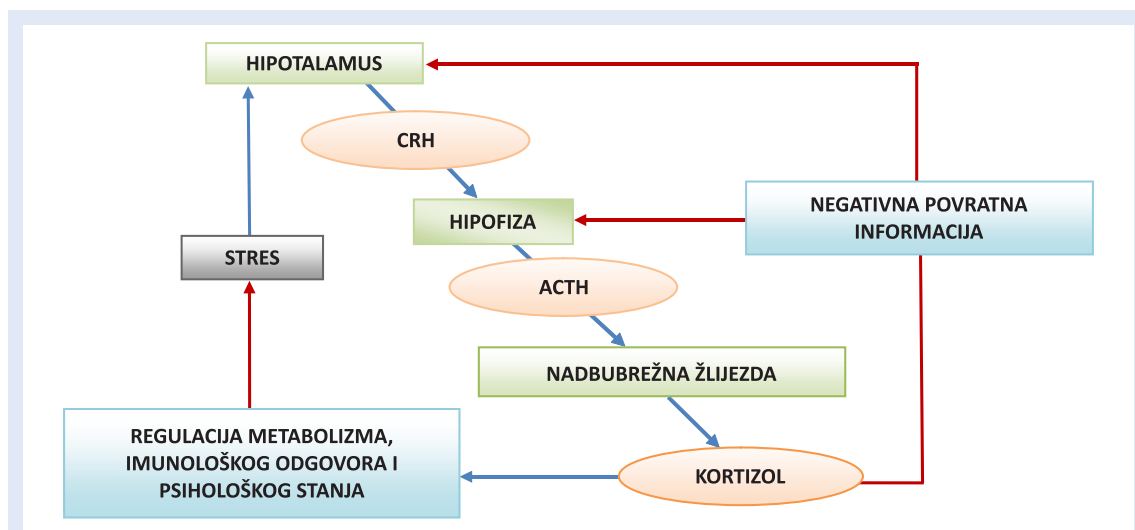 HIPOTALAMUS
CRH
HIPOFIZA
NEGATIVNA POVRATNA
INFORMACIJA
STRES
ACTH
NADBUBREŽNA ŽLIJEZDA
REGULACIJA METABOLIZMA,
IMUNOLOŠKOG ODGOVORA I
PSIHOLOŠKOG STANJA
KORTIZOL